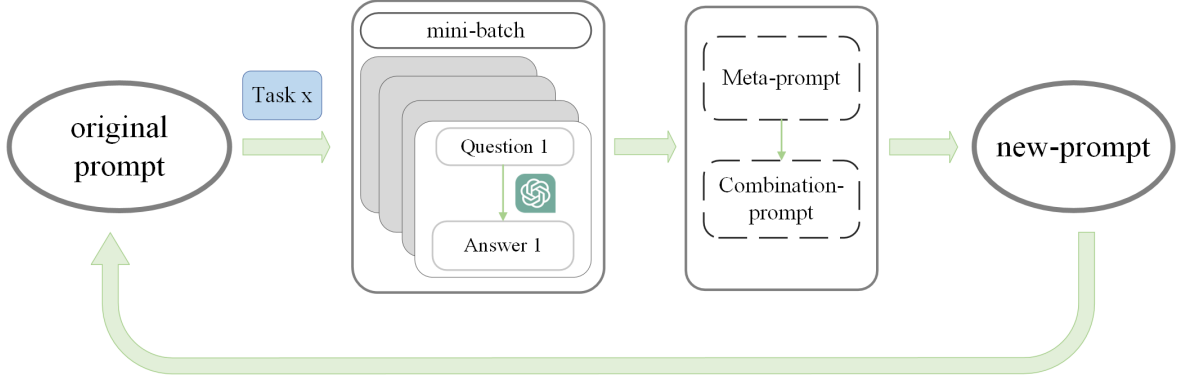 original
prompt
Task x
mini-batch
Question 1
Answer 1
Meta-prompt
Combination-
prompt
new-prompt